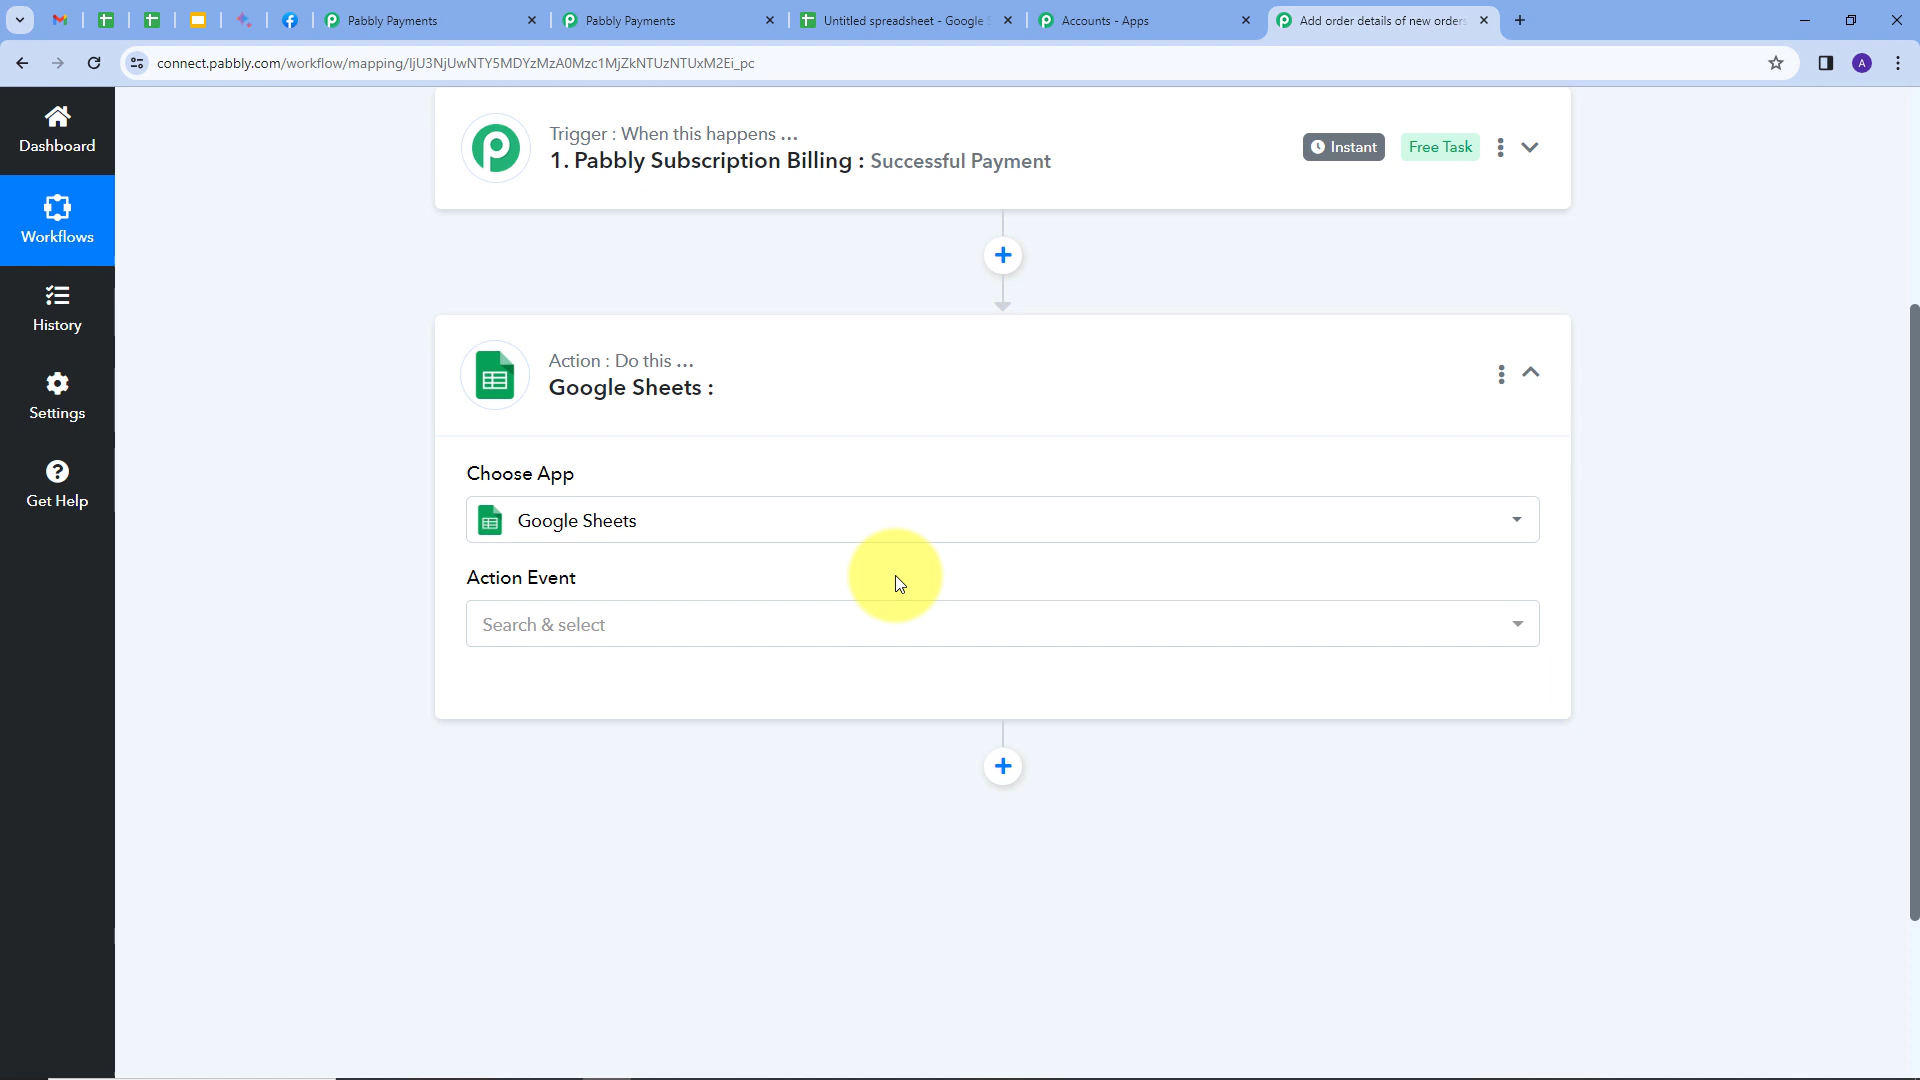 Pabbly Payments
Pabbly Payments
Untitled spreadsheet - Google
Accounts - Apps
Add order details of new orders
connect.pabbly.com/workflow/mapping/IjU3NjUwNTY5MDYzMzA0Mzc1MjZkNTUzNTUxM2Ei_pc
A
Dashboard
Workflows
History
Settings
Get Help
Trigger : When this happens ...
1. Pabbly Subscription Billing : Successful Payment
Instant
Free Task
Action : Do this ...
Google Sheets :
Choose App
Google Sheets
Action Event
Search & select